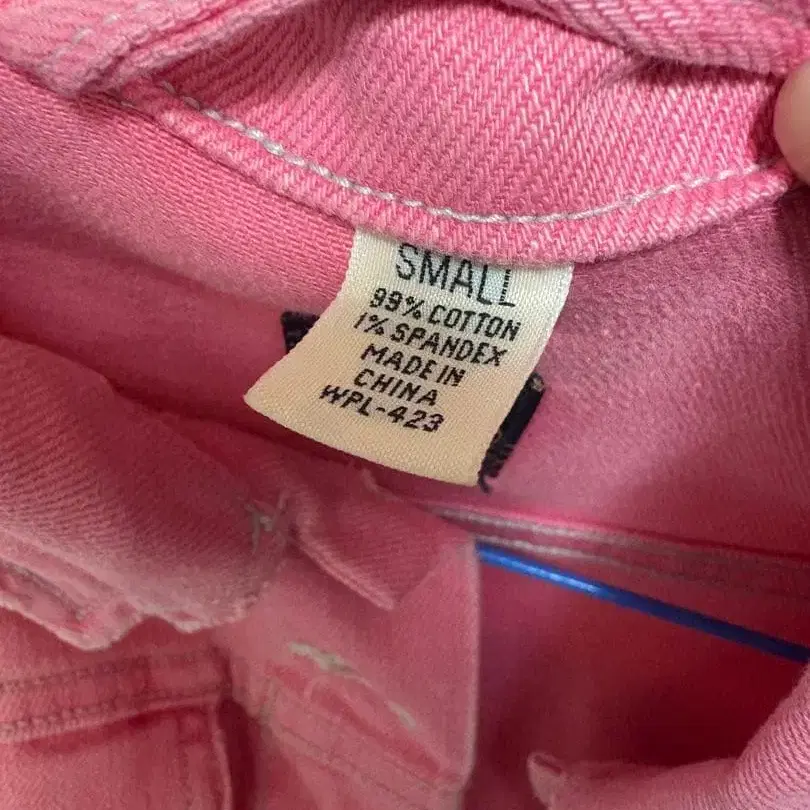 SMALL
99% COTTON
1% SPANDEX
MADE IN
CHINA
WPL-423